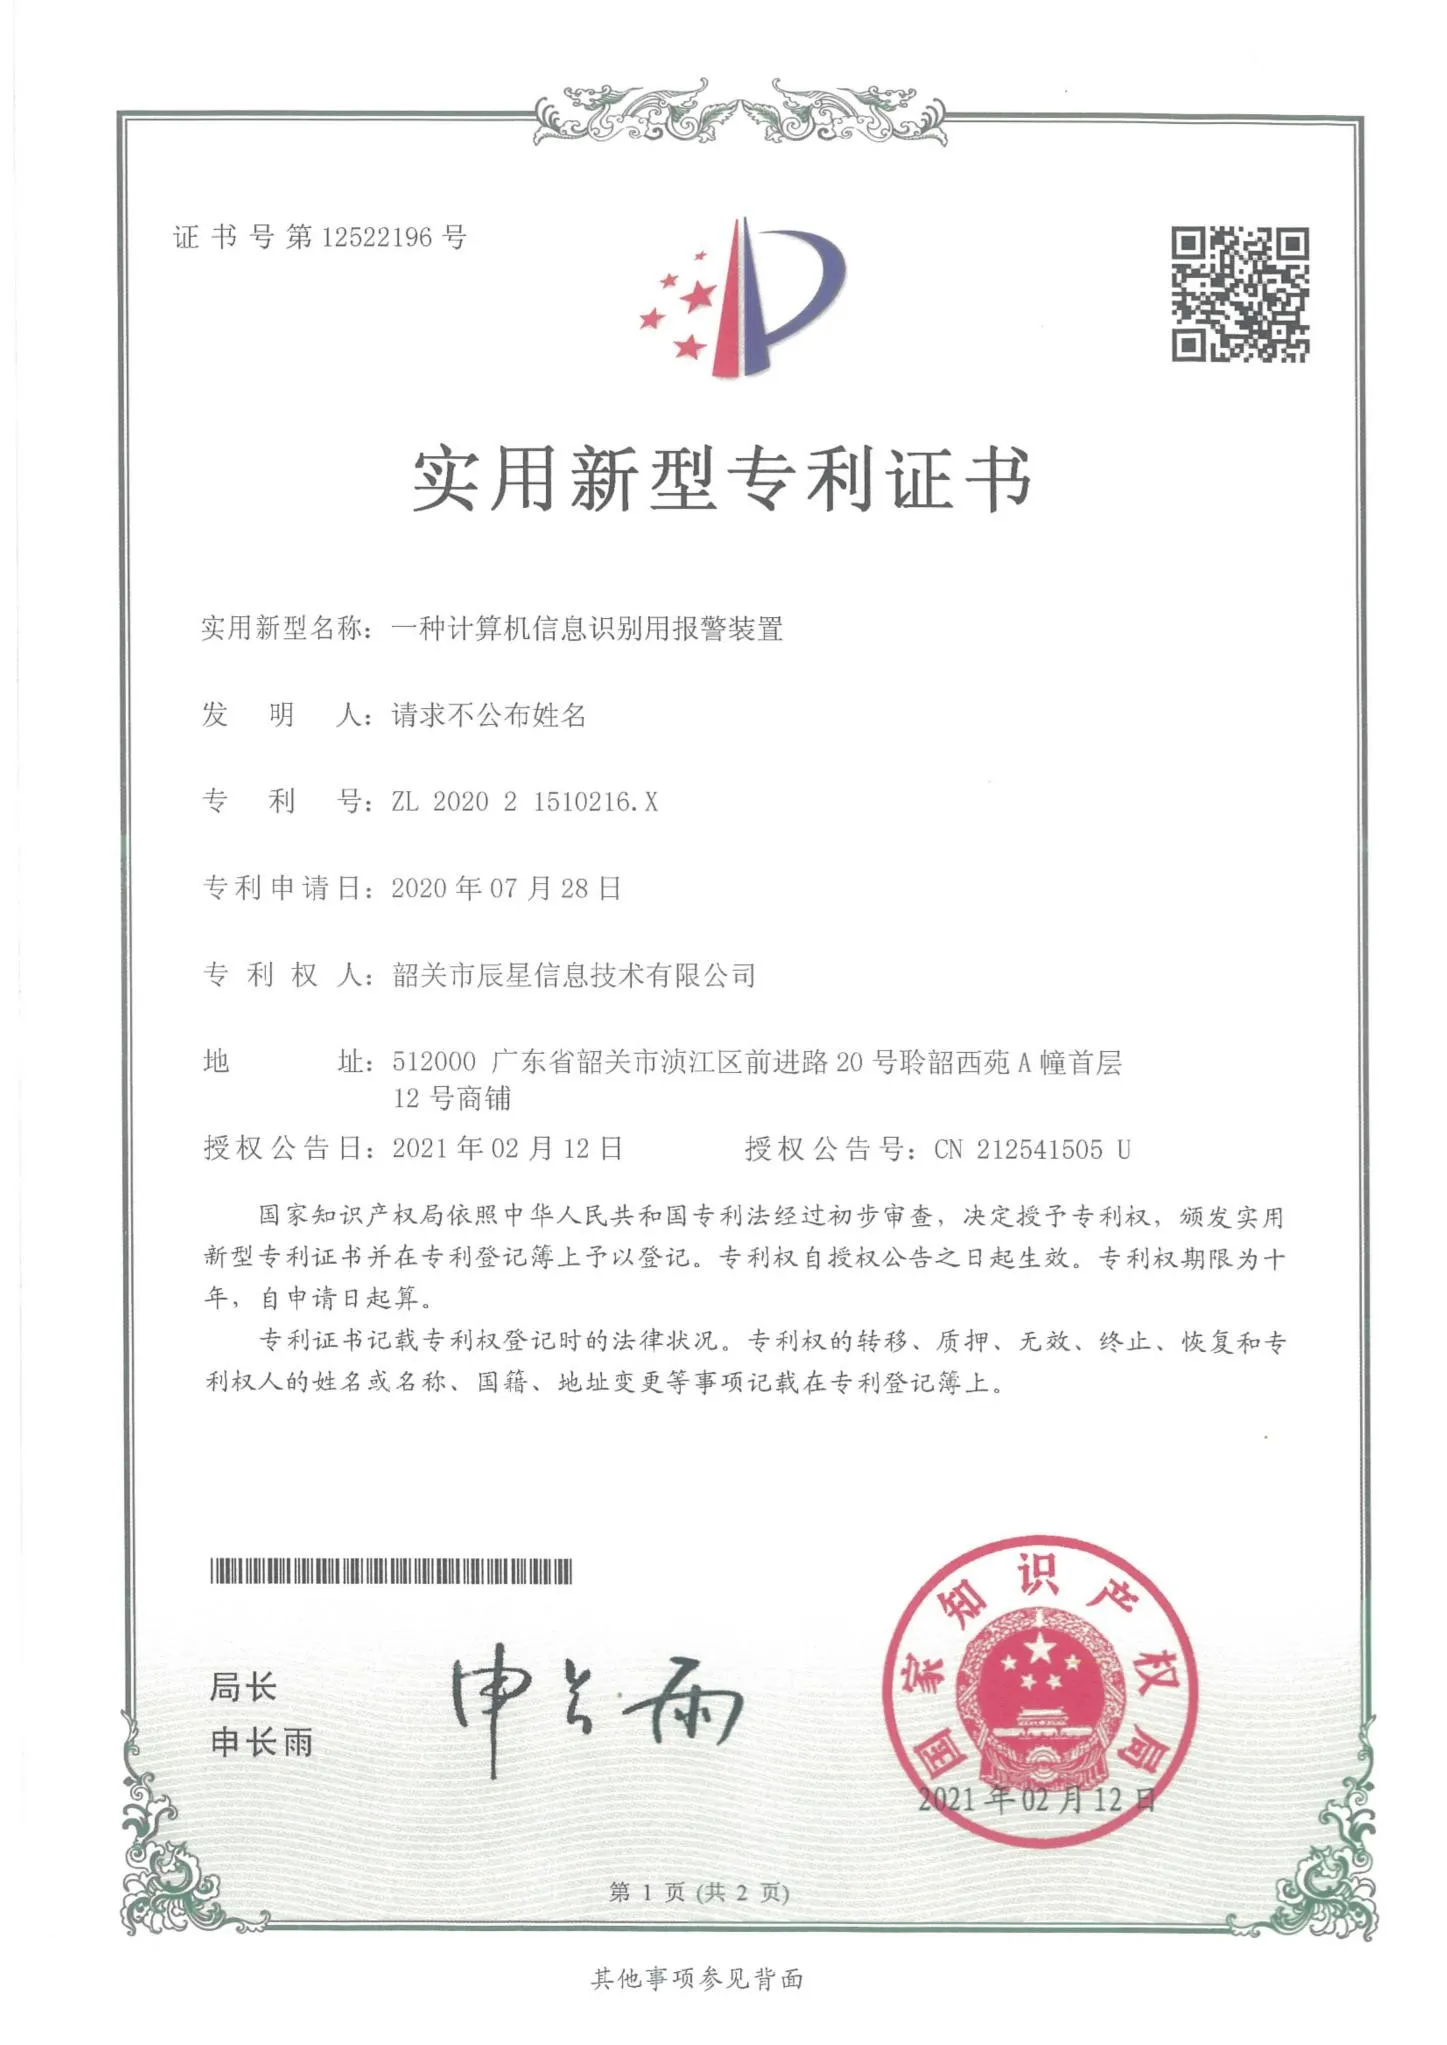 证书号第12522196号
实用新型专利证书
实用新型名称：一种计算机信息识别用报警装置
发明人：请求不公布姓名
专利号：ZL 2020 2 1510216.X
专利申请日：2020年07月28日
专利权人：韶关市辰星信息技术有限公司
地址：512000 广东省韶关市浈江区前进路20号聆韶西苑A幢首层
12号商铺
授权公告日：2021年02月12日 授权公告号：CN 212541505 U
国家知识产权局依照中华人民共和国专利法经过初步审查，决定授予专利权，颁发实用
新型专利证书并在专利登记簿上予以登记。专利权自授权公告之日起生效。专利权期限为十
年，自申请日起算。
专利证书记载专利权登记时的法律状况。专利权的转移、质押、无效、终止、恢复和专
利权人的姓名或名称、国籍、地址变更等事项记载在专利登记簿上。
局长
申长雨
申长雨
国家知识产权局
2021年02月12日
第1页(共2页)
其他事项参见背面